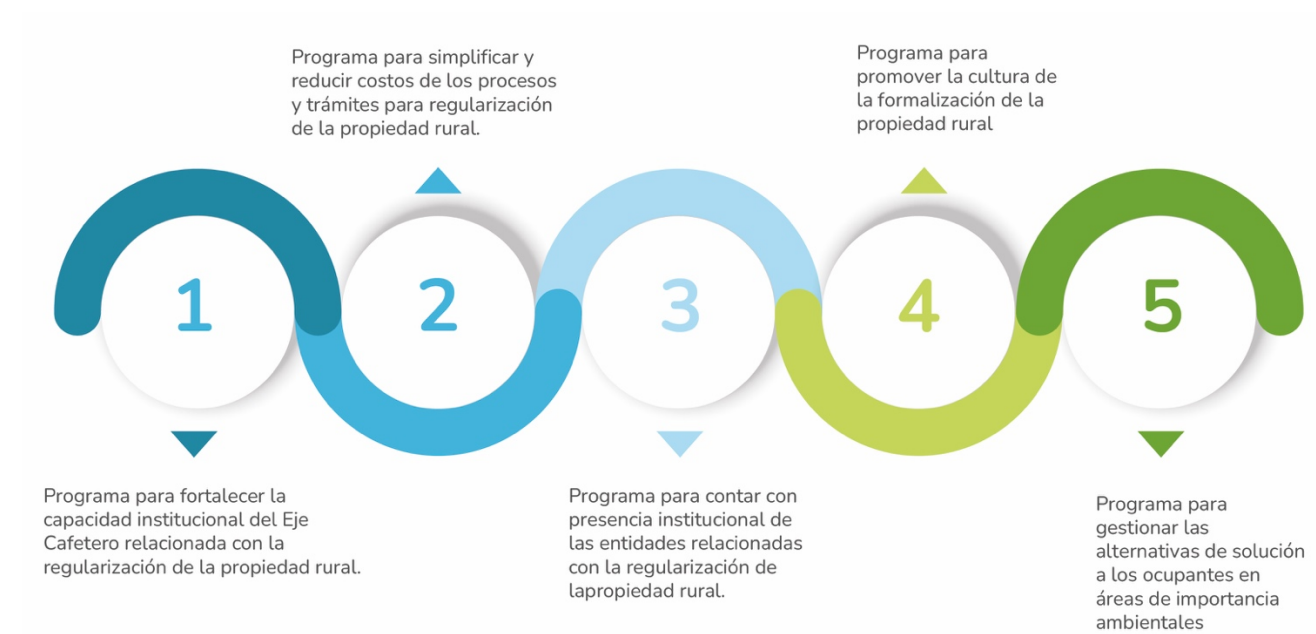 1
Programa para fortalecer la
capacidad institucional del Eje
Cafetero relacionada con la
regularización de la propiedad rural.
Programa para simplificar y
reducir costos de los procesos
y trámites para regularización
de la propiedad rural.
2
3
Programa para contar con
presencia institucional de
las entidades relacionadas
con la regularización de
lapropiedad rural.
Programa para
promover la cultura de
la formalización de la
propiedad rural
4
5
Programa para
gestionar las
alternativas de solución
a los ocupantes en
áreas de importancia
ambientales